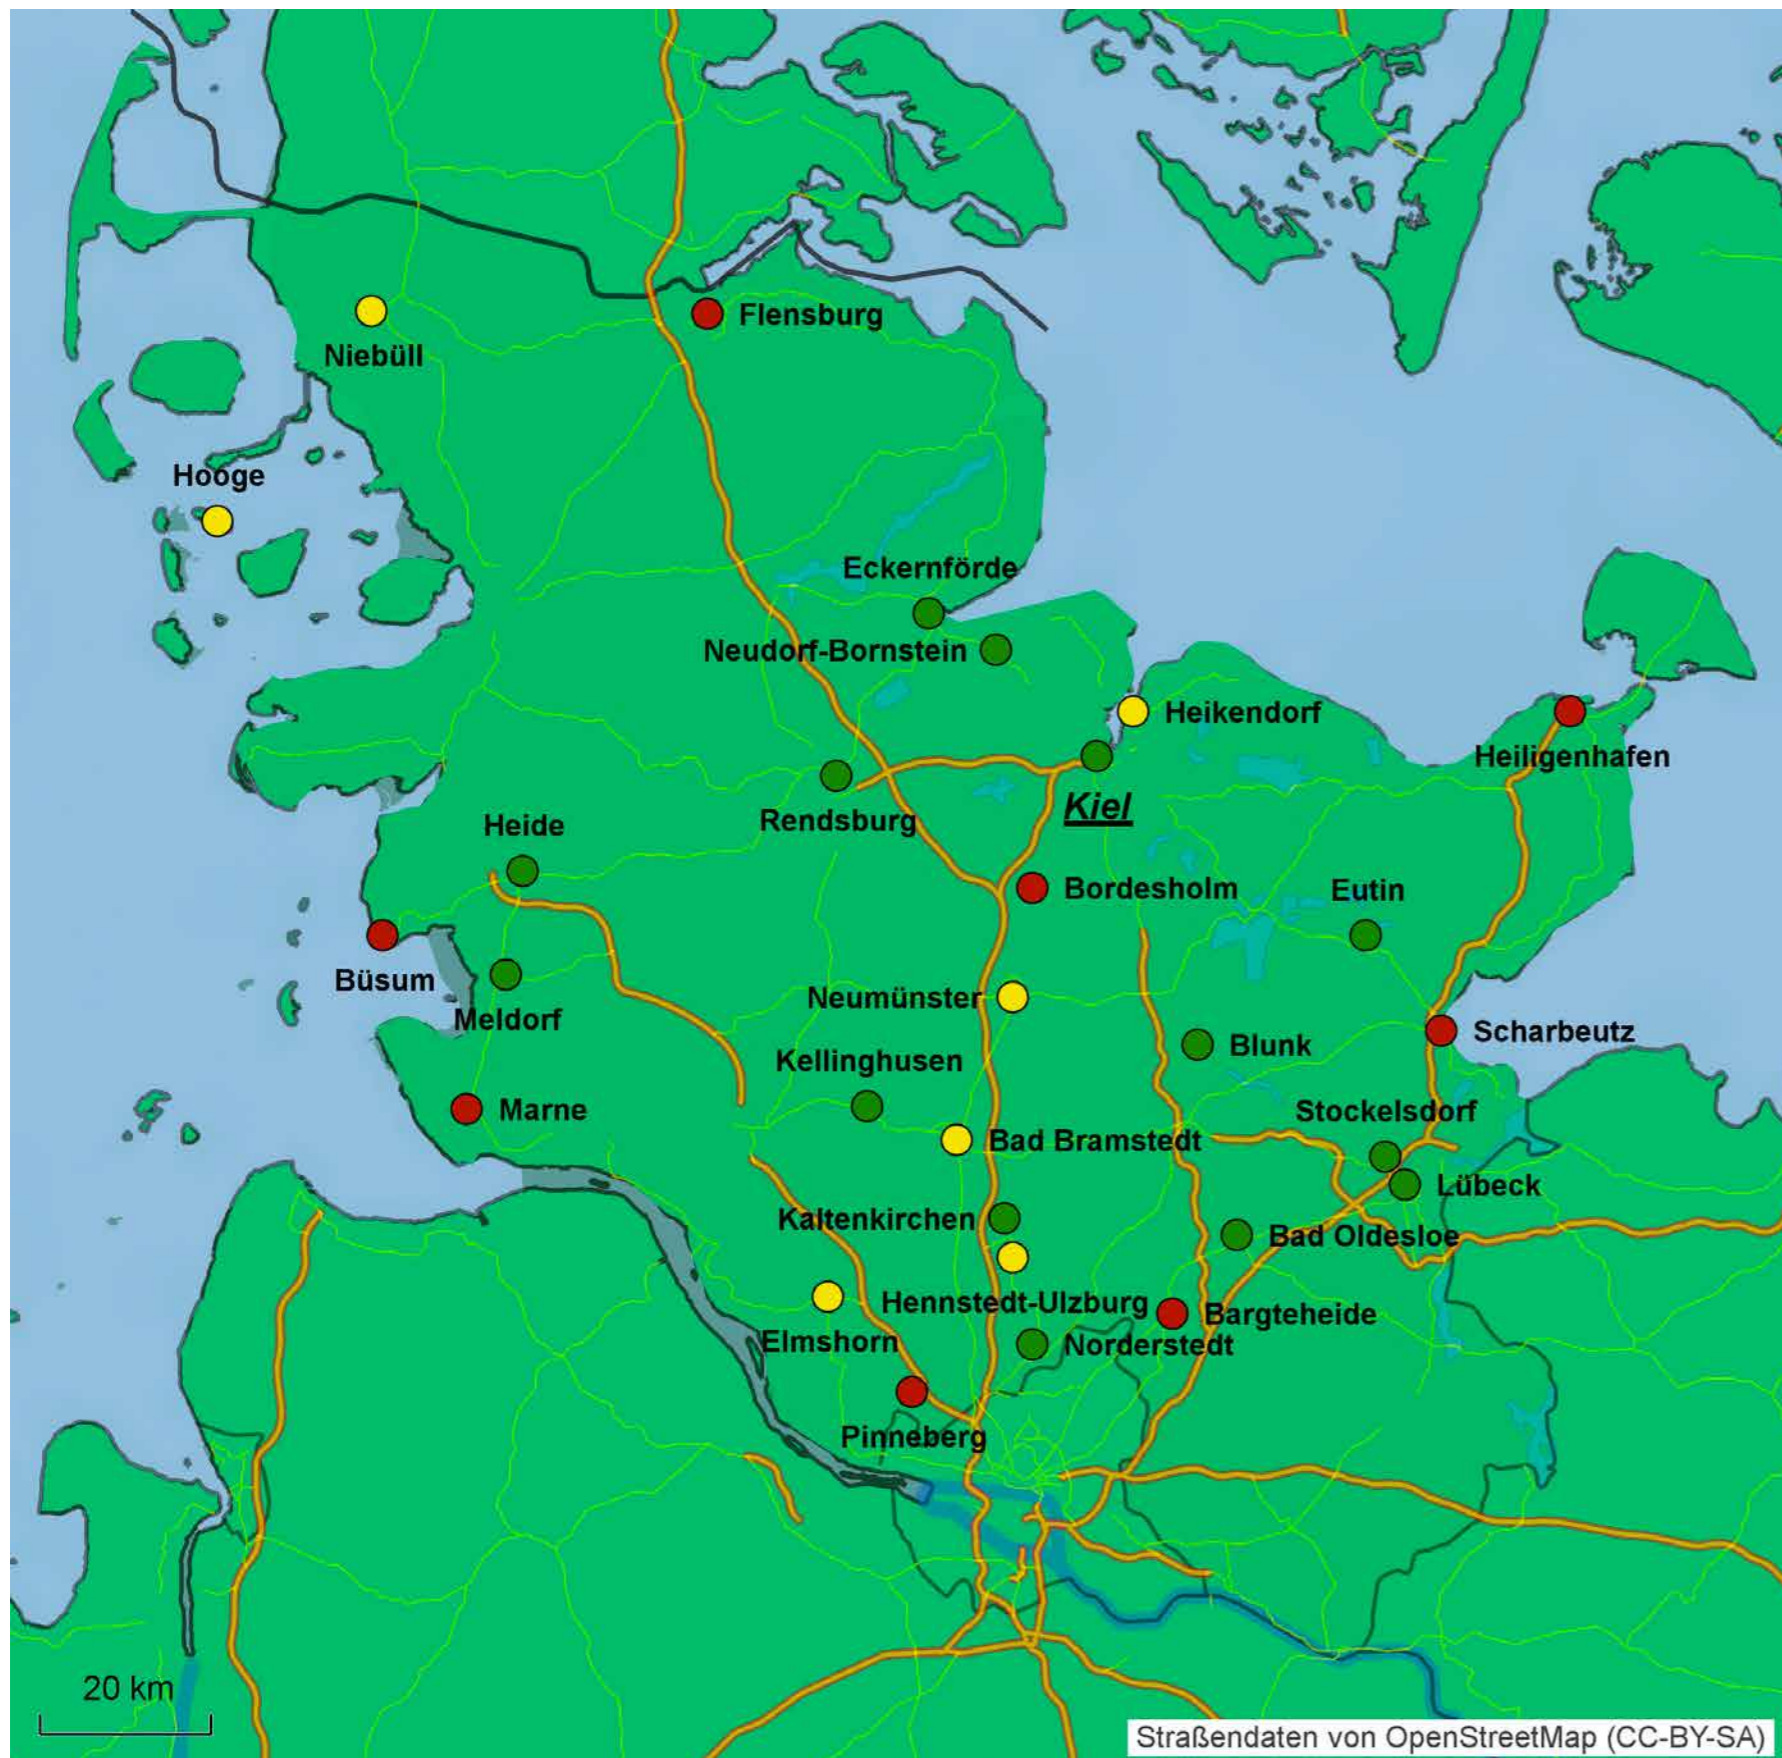 Flensburg
Niebüll
Hooge
Eckernförde
Neudorf-Bornstein
Heikendorf
Heiligenhafen
Kiel
Rendsburg
Heide
Bordesholm
Eutin
Büsum
Neumünster
Meldorf
Scharbeutz
Blunk
Kellinghusen
Marne
Stockelsdorf
Bad Bramstedt
Lübeck
Kaltenkirchen
Bad Oldesloe
Hennstedt-Ulzburg
Bargteheide
Elmshorn
Norderstedt
Pinneberg
20 km
Straßendaten von OpenStreetMap (CC-BY-SA)